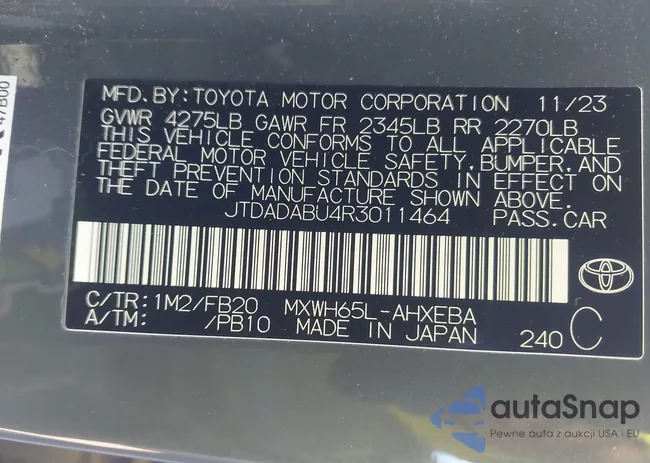 47B00
MFD.BY:TOYOTA MOTOR CORPORATION 11/23
GVWR 4275LB GAWR FR 2345LB RR 2270LB
THIS VEHICLE CONFORMS TO ALL APPLICABLE
FEDERAL MOTOR VEHICLE SAFETY,BUMPER,AND
THEFT PREVENTION STANDARDS IN EFFECT ON
THE DATE OF MANUFACTURE SHOWN ABOVE.
JTDADABU4R3011464 PASS.CAR
C/TR:1M2/FB20 MXWH65L-AHXEBA
A/TM: /PB10 MADE IN JAPAN 240 C
autaSnap
Pewne auta z aukcji USA i EU